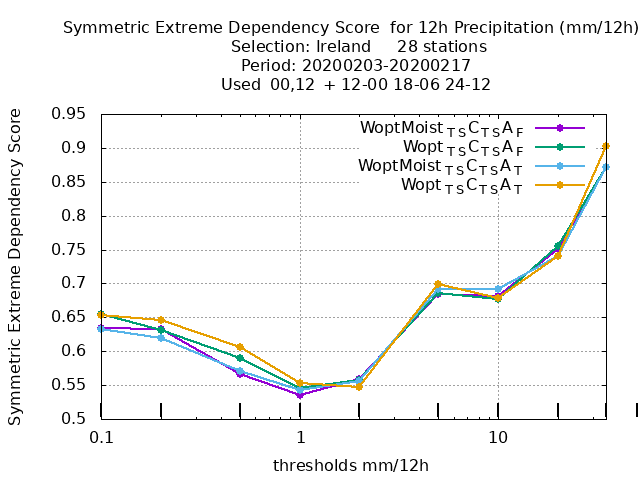 Symmetric Extreme Dependency Score  for 12h Precipitation (mm/12h)
Selection: Ireland     28 stations
Period: 20200203-20200217
Used  00,12  + 12-00 18-06 24-12
Symmetric Extreme Dependency Score
0.95
0.9
0.85
0.8
0.75
0.7
0.65
0.6
0.55
0.5
WoptMoist TS C TS A F
Wopt TS C TS A F
WoptMoist TS C TS A T
Wopt TS C TS A T
0.1 1 10
thresholds mm/12h